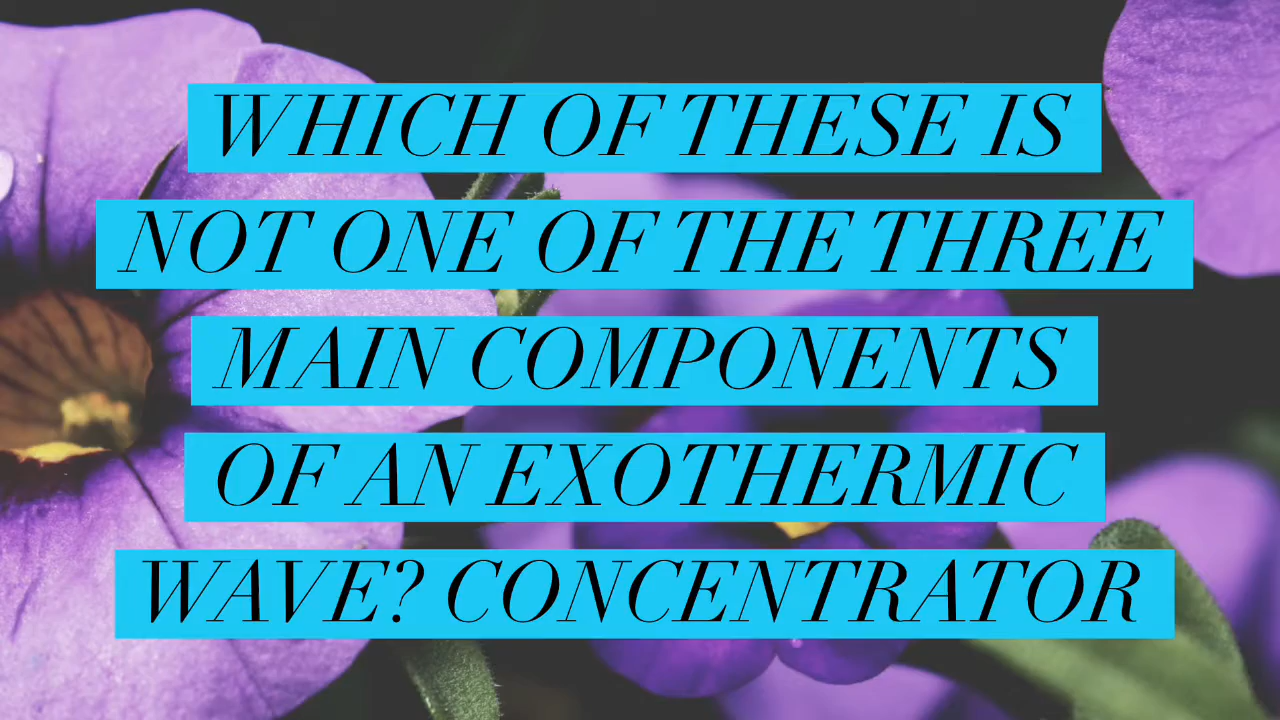 WHICH OF THESE IS
NOT ONE OF THE THREE
MAIN COMPONENTS
OF AN EXOTHERMIC
WAVE? CONCENTRATOR